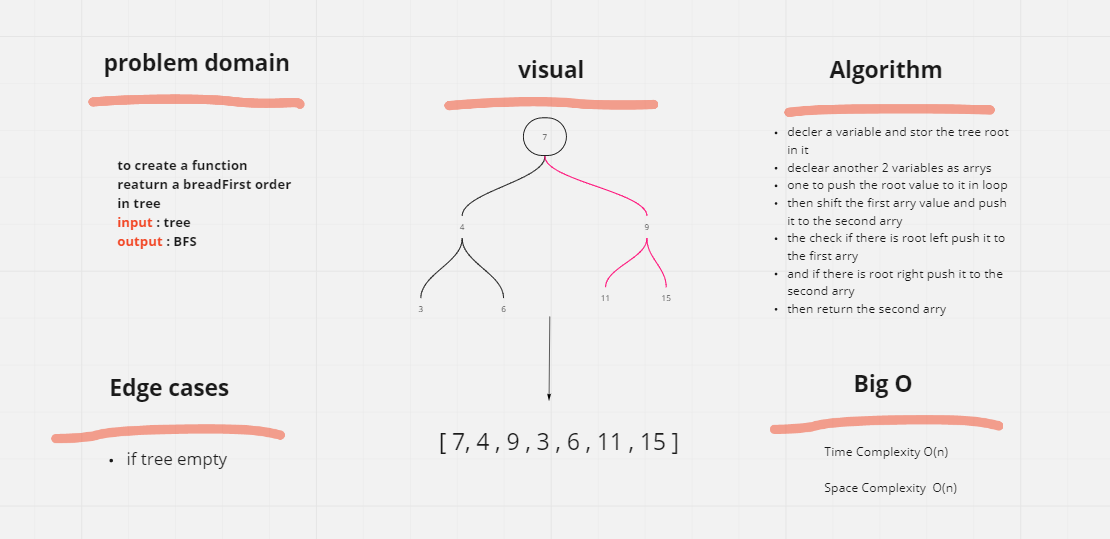 problem domain
to create a function
reaturn a breadFirst order
in tree
input : tree
output : BFS
Edge cases
• if tree empty
visual
7
4 9
3 6 11 15
[ 7, 4 , 9 , 3 , 6 , 11 , 15 ]
Algorithm
• decler a variable and stor the tree root
in it
• declear another 2 variables as arrys
• one to push the root value to it in loop
• then shift the first arry value and push
it to the second arry
• the check if there is root left push it to
the first arry
• and if there is root right push it to the
second arry
• then return the second arry
Big O
Time Complexity O(n)
Space Complexity O(n)